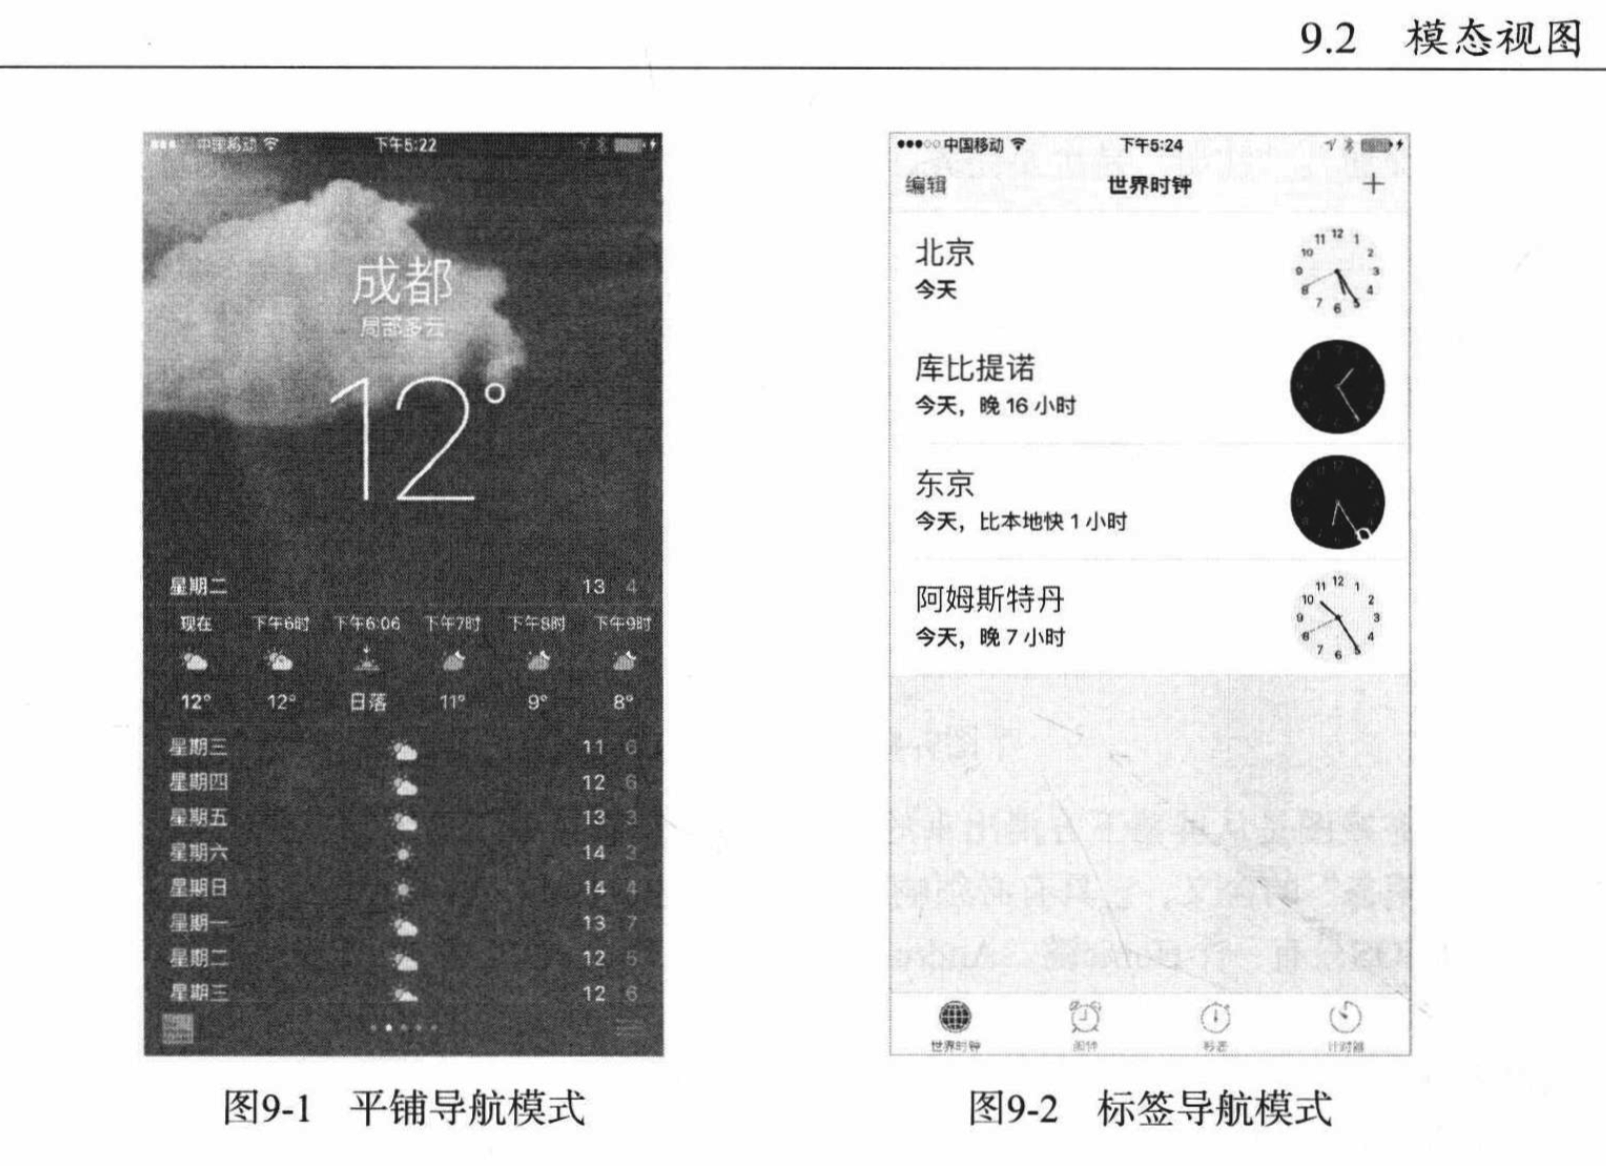 9.2 模态视图
中国移动 下午5:22
成都
局部多云
12°
星期二 13 4
现在 下午6时 下午6:06 下午7时 下午8时 下午9时
12° 12° 日落 11° 9° 8°
星期三 11 6
星期四 12 6
星期五 13 3
星期六 14 3
星期日 14 4
星期一 13 7
星期二 12 5
星期三 12 6
图9-1 平铺导航模式
中国移动 下午5:24
编辑 世界时钟 +
北京
今天
库比提诺
今天，晚 16 小时
东京
今天，比本地快 1 小时
阿姆斯特丹
今天，晚 7 小时
世界时钟 闹钟 秒表 计时器
图9-2 标签导航模式